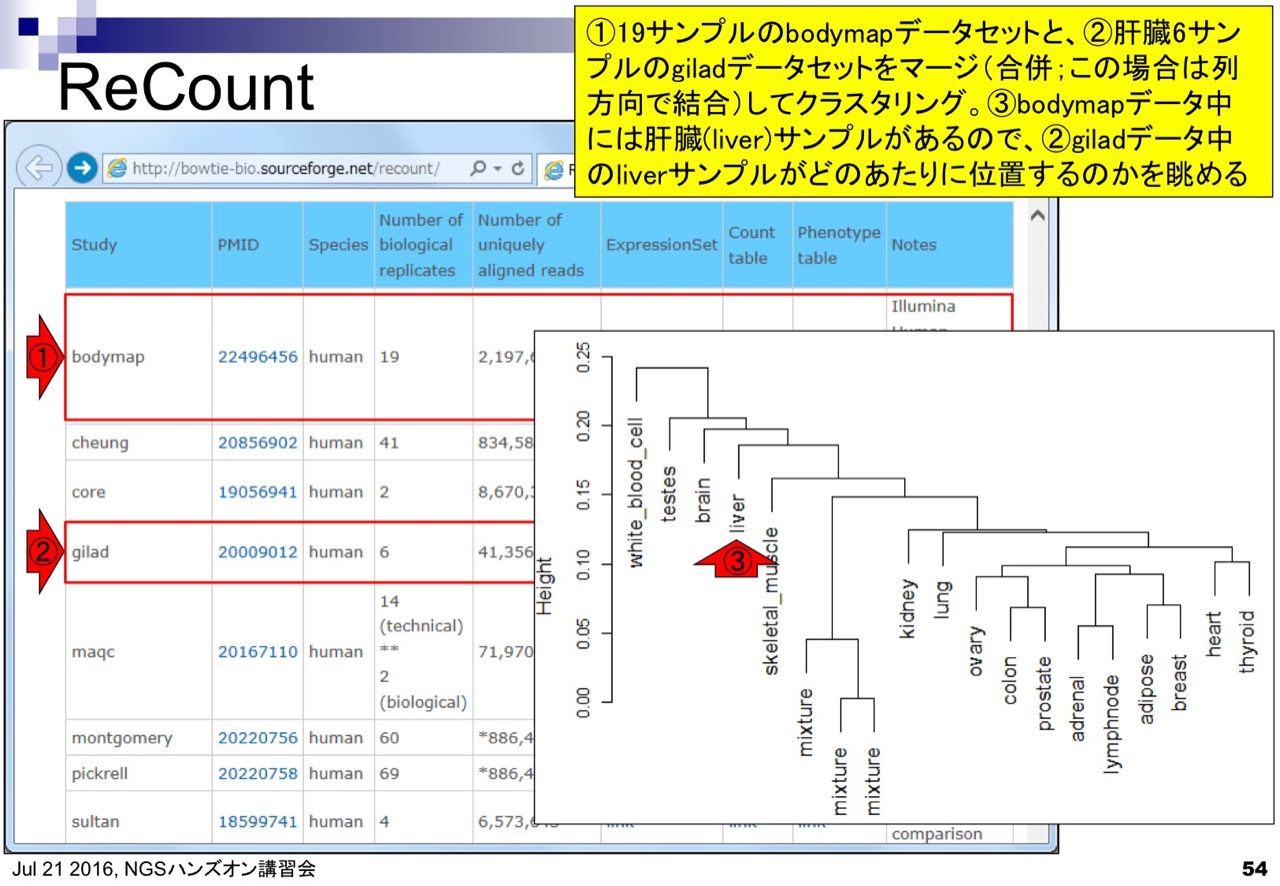 ReCount
①19サンプルのbodymapデータセットと、②肝臓6サン
プルのgiladデータセットをマージ（合併；この場合は列
方向で結合）してクラスタリング。③bodymapデータ中
には肝臓(liver)サンプルがあるので、②giladデータ中
のliverサンプルがどのあたりに位置するのかを眺める
http://bowtie-bio.sourceforge.net/recount/
Study PMID Species Number of biological replicates Number of uniquely aligned reads ExpressionSet Count table Phenotype table Notes
① bodymap 22496456 human 19 2,197,6 Illumina
cheung 20856902 human 41 834,58
core 19056941 human 2 8,670,3
② gilad 20009012 human 6 41,356
maqc 20167110 human 14 (technical) ** 2 (biological) 71,970
montgomery 20220756 human 60 *886,4
pickrell 20220758 human 69 *886,4
sultan 18599741 human 4 6,573,
comparison
Height
0.00 0.05 0.10 0.15 0.20 0.25
white_blood_cell
testes
brain
liver
③
skeletal_muscle
mixture
mixture
mixture
kidney
lung
ovary
colon
prostate
adrenal
lymphnode
adipose
breast
heart
thyroid
Jul 21 2016, NGSハンズオン講習会
54